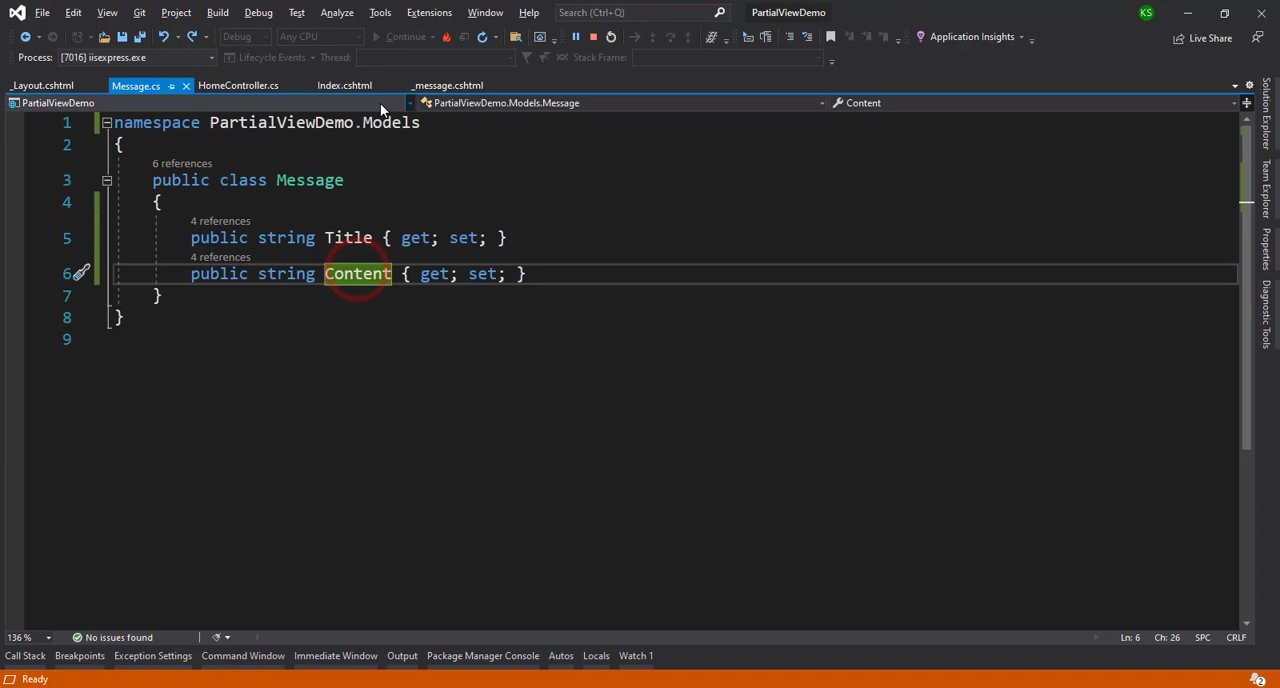 File Edit View Git Project Build Debug Test Analyze Tools Extensions Window Help Search (Ctrl+Q) PartialViewDemo KS
Debug Any CPU Continue Application Insights Live Share
Process: [7016] iisexpress.exe Lifecycle Events Thread: Stack Frame:
_Layout.cshtml Message.cs HomeController.cs Index.cshtml _message.cshtml
PartialViewDemo PartialViewDemo.Models.Message Content
1 namespace PartialViewDemo.Models
2 {
6 references
3 public class Message
4 {
4 references
5 public string Title { get; set; }
4 references
6 public string Content { get; set; }
7 }
8 }
9
Solution Explorer
Team Explorer
Properties
Diagnostic Tools
136 % No issues found Ln: 6 Ch: 26 SPC CRLF
Call Stack Breakpoints Exception Settings Command Window Immediate Window Output Package Manager Console Autos Locals Watch 1
Ready 2